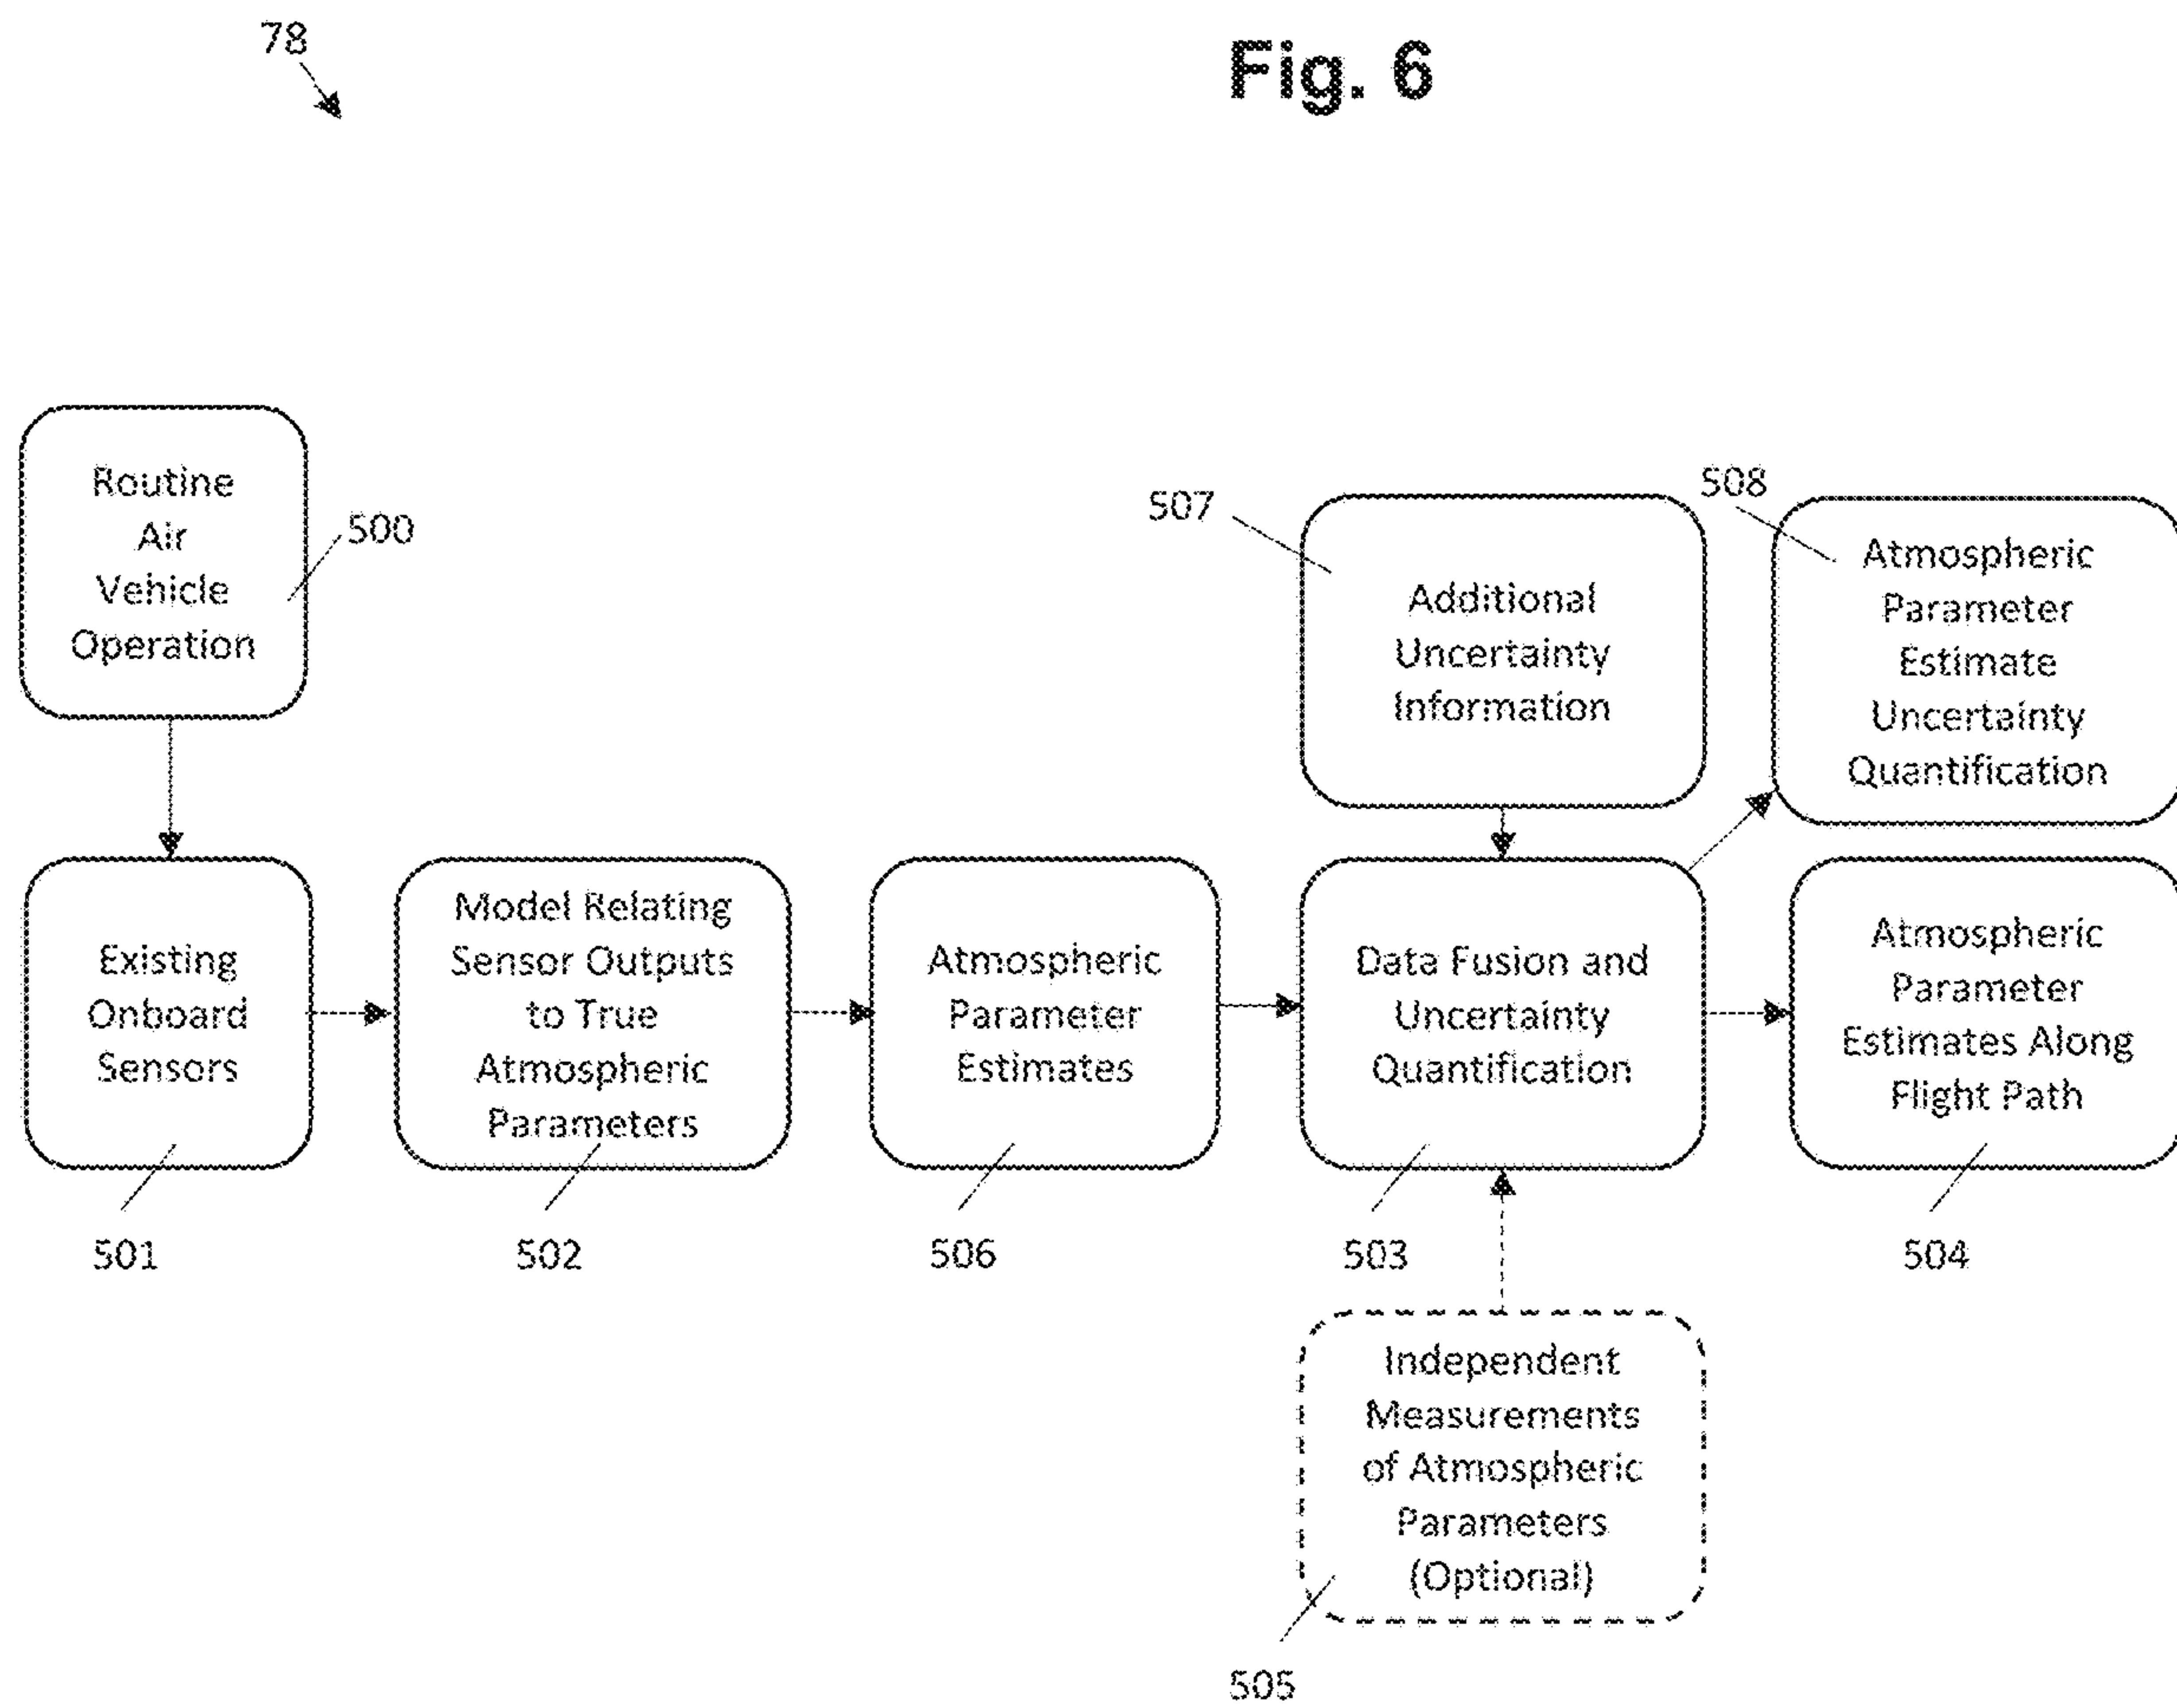 78
Fig. 6
Routine
Air
Vehicle
Operation
500
507
Additional
Uncertainty
Information
508
Atmospheric
Parameter
Estimate
Uncertainty
Quantification
Existing
Onboard
Sensors
501
Model Relating
Sensor Outputs
to True
Atmospheric
Parameters
502
Atmospheric
Parameter
Estimates
506
Data Fusion and
Uncertainty
Quantification
503
Atmospheric
Parameter
Estimates Along
Flight Path
504
Independent
Measurements
of Atmospheric
Parameters
(Optional)
505